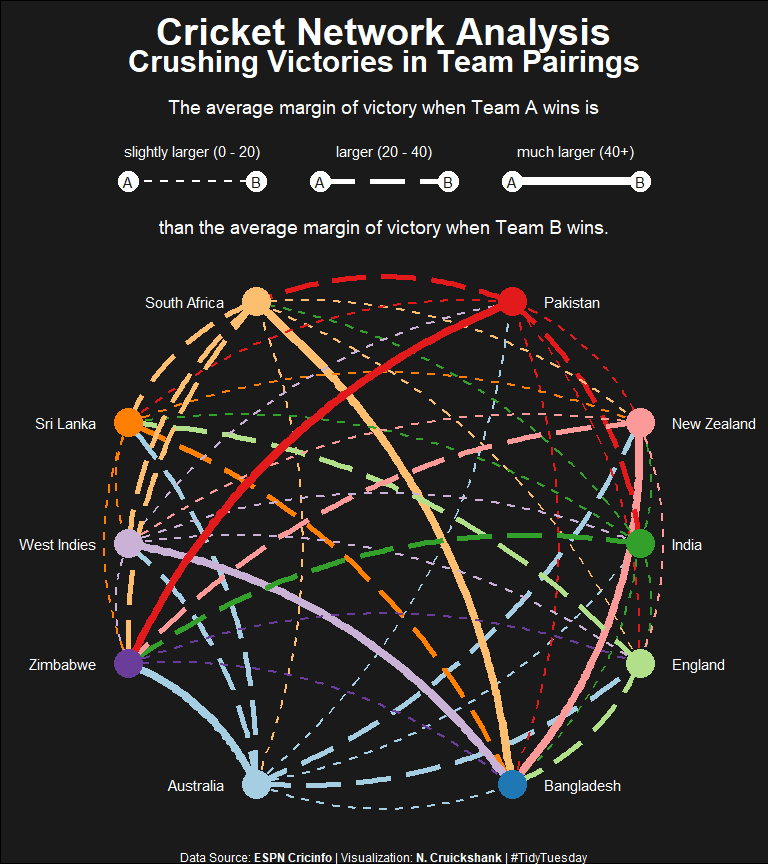 Cricket Network Analysis
Crushing Victories in Team Pairings
The average margin of victory when Team A wins is
slightly larger (0 - 20) larger (20 - 40) much larger (40+)
A B A B A B
than the average margin of victory when Team B wins.
South Africa Pakistan
Sri Lanka New Zealand
West Indies India
Zimbabwe England
Australia Bangladesh
Data Source: ESPN Cricinfo | Visualization: N. Cruickshank | #TidyTuesday